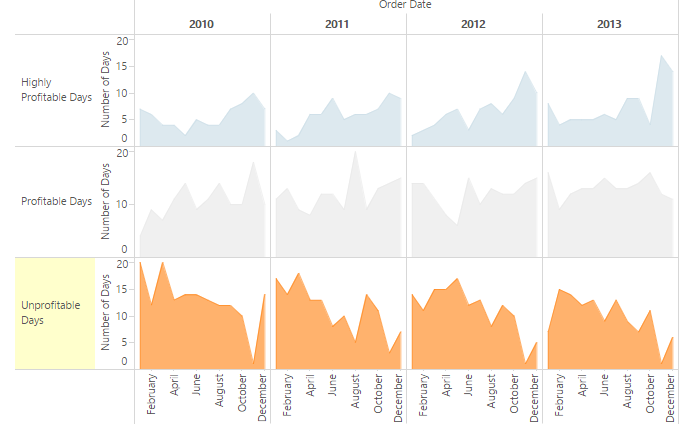 Order Date
2010 2011 2012 2013
Highly
Profitable Days
Number of Days
20
15
10
5
0
Profitable Days
Number of Days
20
10
0
Unprofitable
Days
Number of Days
20
15
10
5
0
February April June August October December February April June August October December February April June August October December February April June August October December